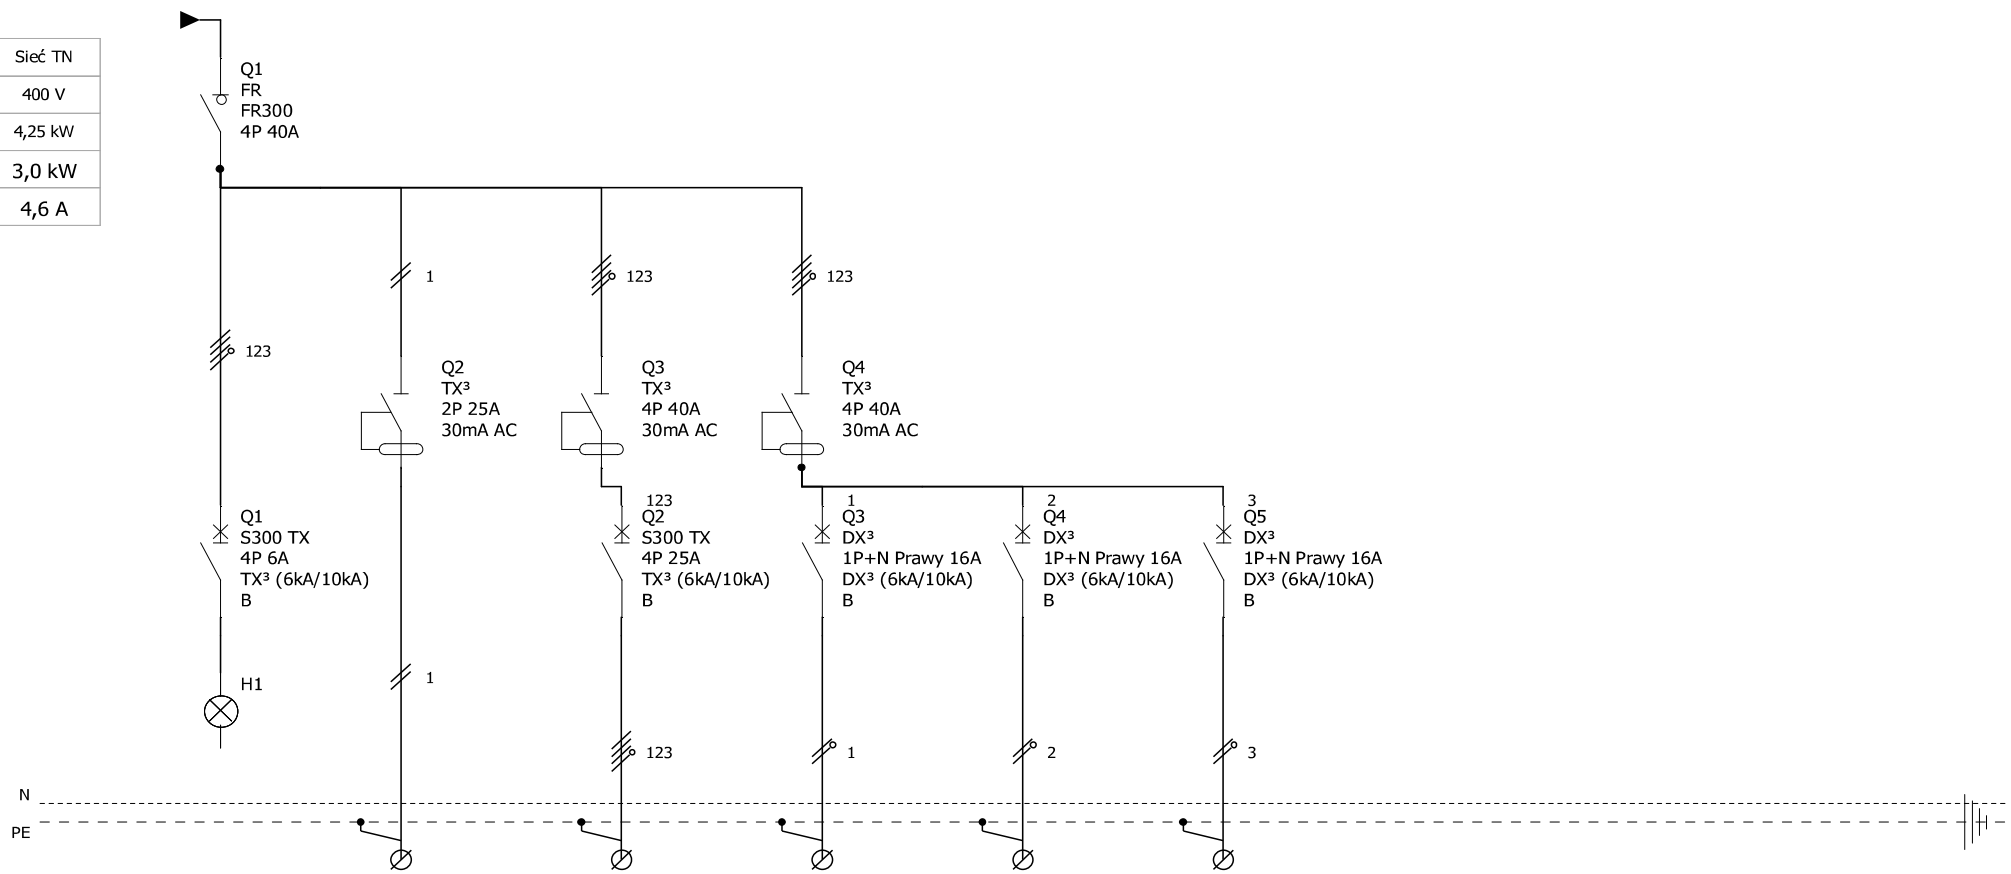 Sieć TN
400 V
4,25 kW
3,0 kW
4,6 A
Q1
FR
FR300
4P 40A
1
123
123
123
Q2
TX³
2P 25A
30mA AC
Q3
TX³
4P 40A
30mA AC
Q4
TX³
4P 40A
30mA AC
Q1
S300 TX
4P 6A
TX³ (6kA/10kA)
B
123
Q2
S300 TX
4P 25A
TX³ (6kA/10kA)
B
1
Q3
DX³
1P+N Prawy 16A
DX³ (6kA/10kA)
B
2
Q4
DX³
1P+N Prawy 16A
DX³ (6kA/10kA)
B
3
Q5
DX³
1P+N Prawy 16A
DX³ (6kA/10kA)
B
H1
1
123
1
2
3
N
PE